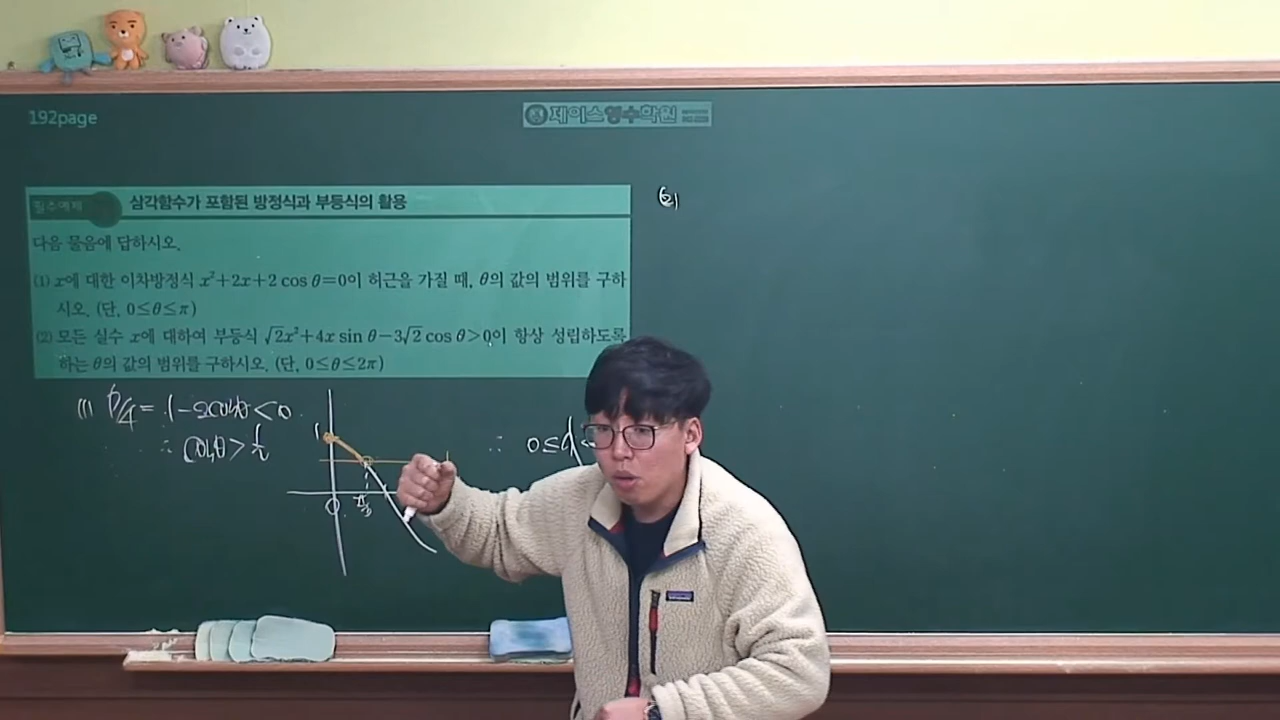 192page
제이스영수학원
필수예제 삼각함수가 포함된 방정식과 부등식의 활용
다음 물음에 답하시오.
(1) x에 대한 이차방정식 x²+2x+2 cos θ=0이 허근을 가질 때, θ의 값의 범위를 구하
시오. (단, 0≤θ≤π)
(2) 모든 실수 x에 대하여 부등식 √2x²+4x sin θ-3√2 cos θ>0이 항상 성립하도록
하는 θ의 값의 범위를 구하시오. (단, 0≤θ≤2π)
(1) D/4 = 1-2cosθ<0
∴ cosθ > 1/2
1
0
π/3
∴ 0≤
(2)